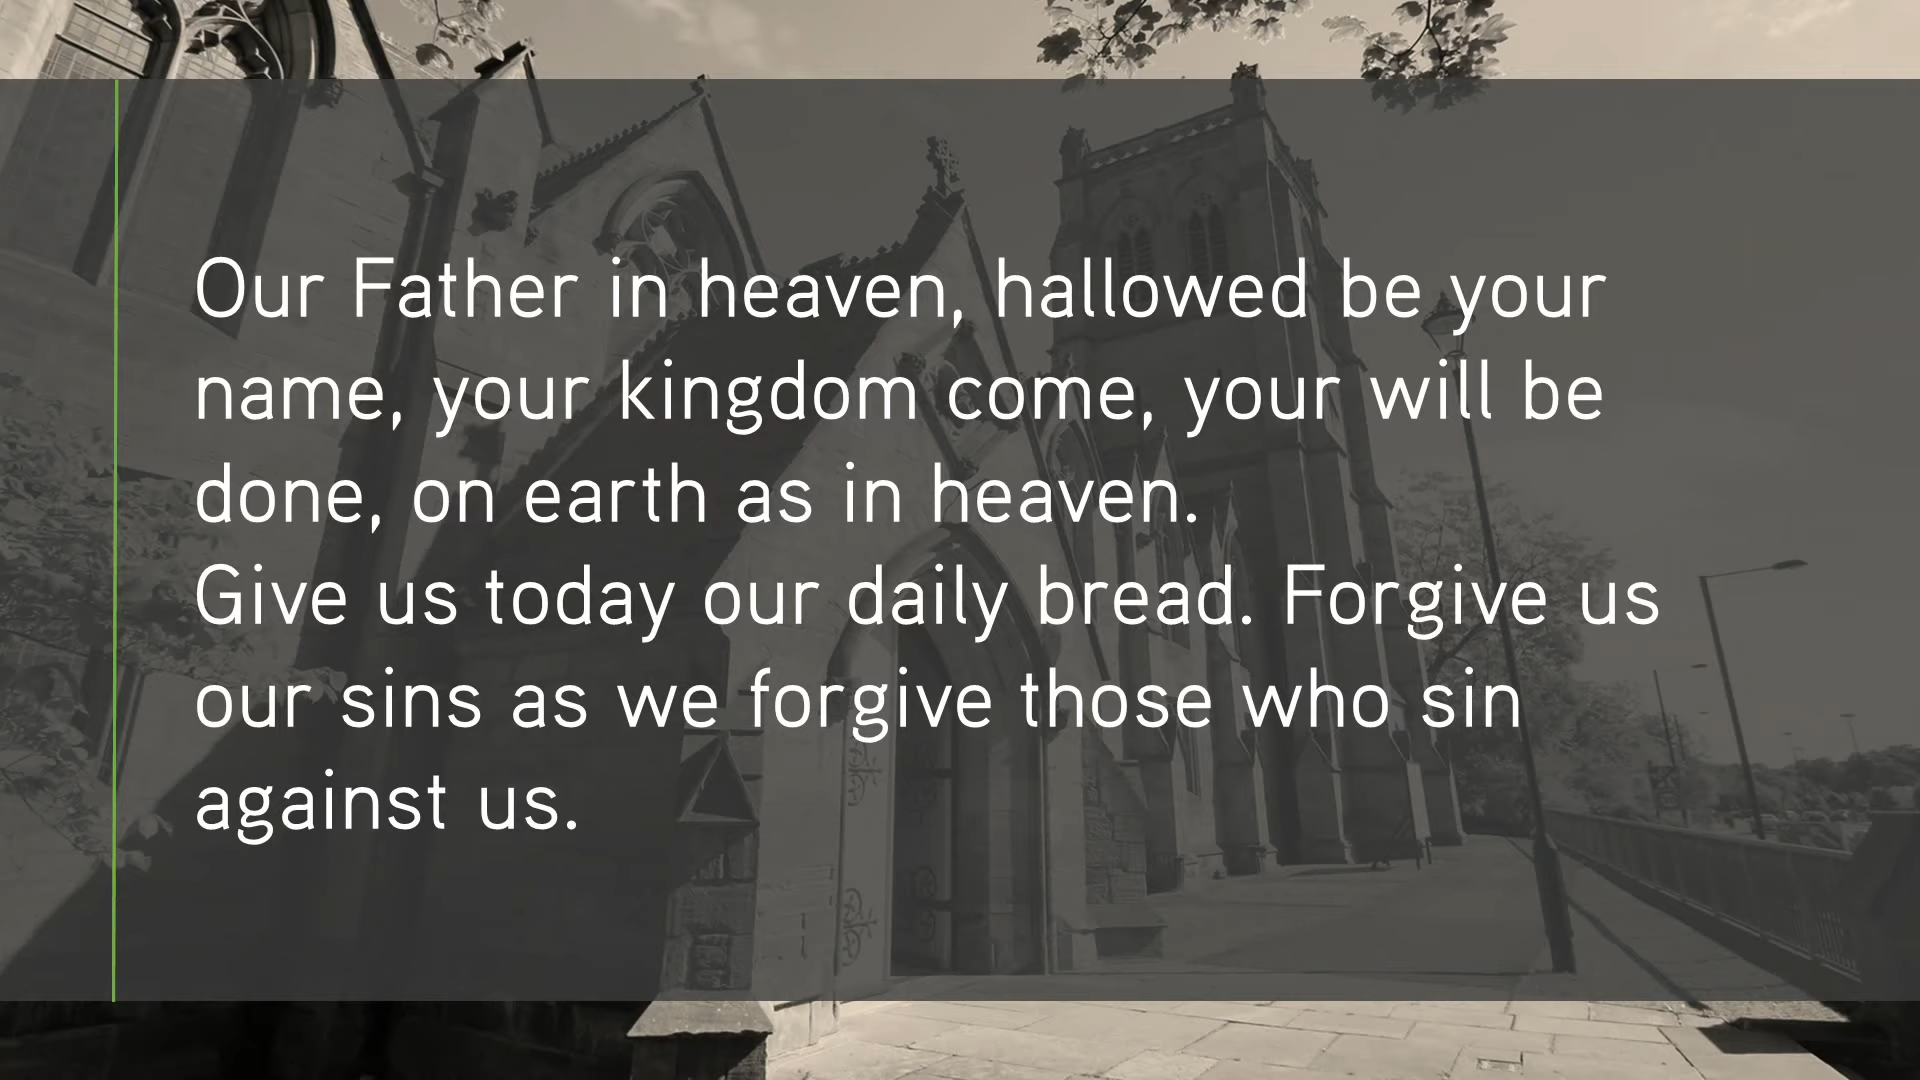 Our Father in heaven, hallowed be your
name, your kingdom come, your will be
done, on earth as in heaven.
Give us today our daily bread. Forgive us
our sins as we forgive those who sin
against us.